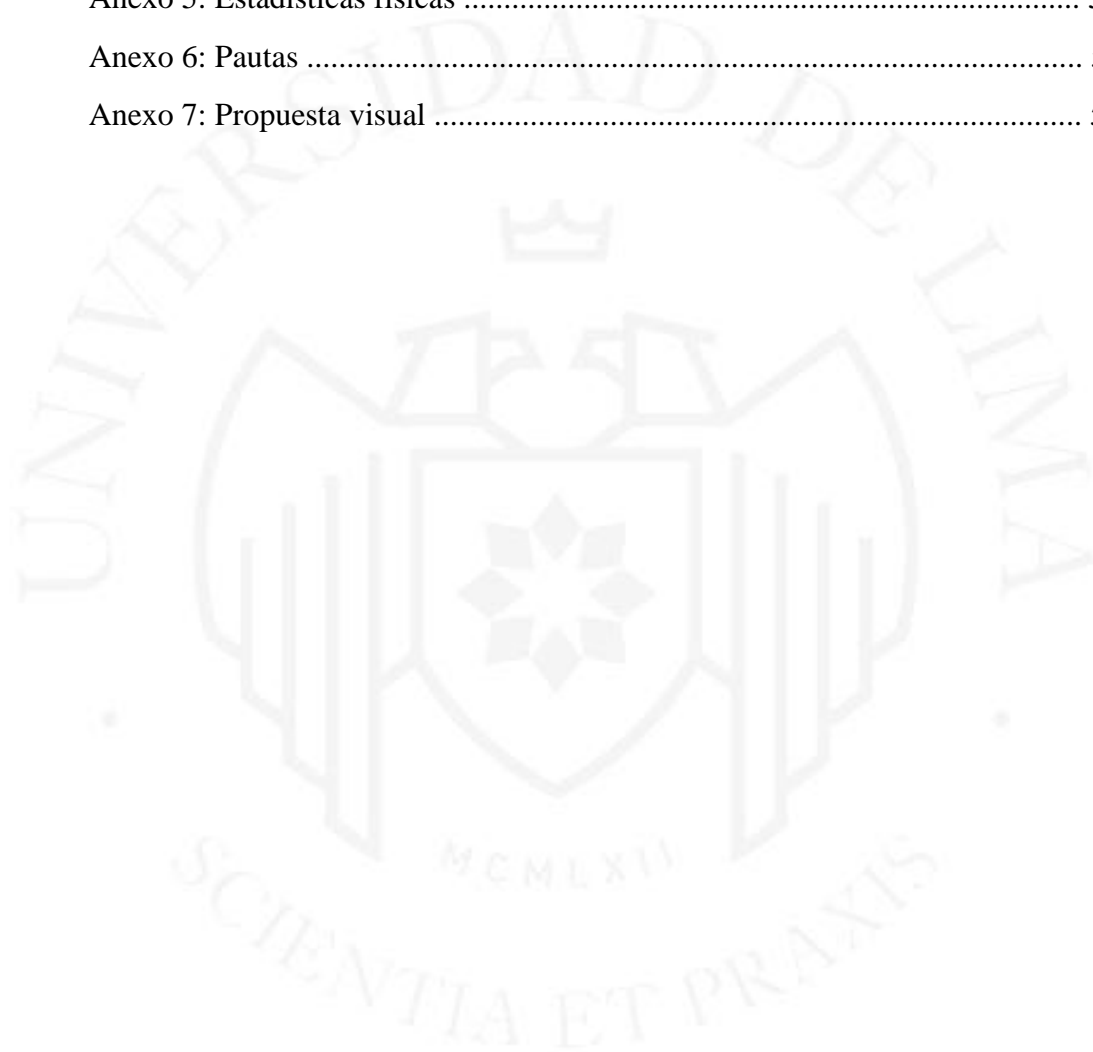 Anexo 5: Estadísticas físicas ............................................................................................
Anexo 6: Pautas ......................................................................................................................
Anexo 7: Propuesta visual ..................................................................................................
UNIVERSIDAD DE LIMA
MCMLXII
SCIENTIA ET PRAXIS